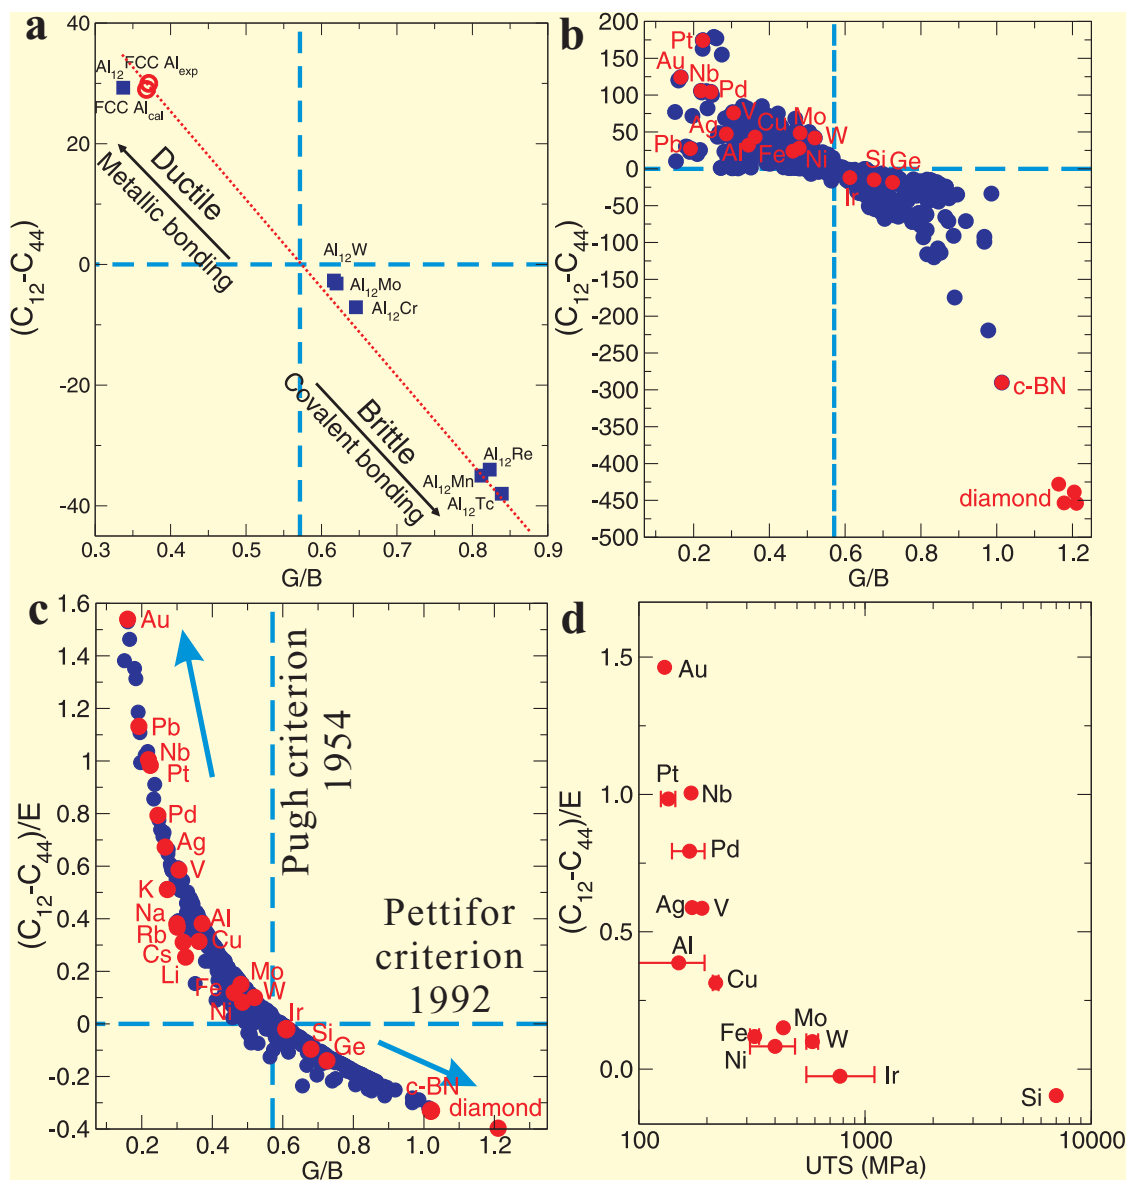 a
40
20
0
-20
-40
0.3 0.4 0.5 0.6 0.7 0.8 0.9
G/B
(C12-C44)
Al12
FCC Alexp
FCC Alcal
Ductile
Metallic bonding
Al12W
Al12Mo
Al12Cr
Brittle
Covalent bonding
Al12Re
Al12Mn
Al12Tc
b
200
175
150
125
100
75
50
25
0
-25
-50
-75
-100
-150
-200
-250
-300
-350
-400
-450
-500
0.2 0.4 0.6 0.8 1.0 1.2
G/B
(C12-C44)
Pt
Au
Nb
Pd
V
Ag
Cu
Mo
W
Pb
Al
Fe
Ni
Si
Ge
Ir
c-BN
diamond
c
1.6
1.4
1.2
1
0.8
0.6
0.4
0.2
0
-0.2
-0.4
0.2 0.4 0.6 0.8 1.0 1.2
G/B
(C12-C44)/E
Au
Pb
Nb
Pt
Pd
Ag
V
K
Na
Al
Rb
Cu
Cs
Li
Mo
Fe
W
Ni
Ir
Si
Ge
c-BN
diamond
Pugh criterion
1954
Pettifor
criterion
1992
d
1.5
1.0
0.5
0.0
100 1000 10000
UTS (MPa)
(C12-C44)/E
Au
Pt
Nb
Pd
Ag
V
Al
Cu
Mo
Fe
W
Ni
Ir
Si